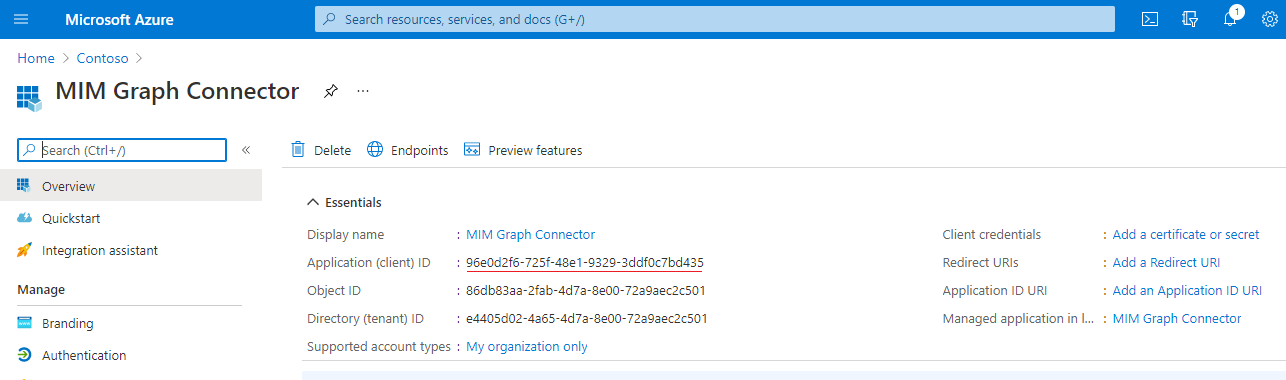 Microsoft Azure
Search resources, services, and docs (G+/)
1
Home > Contoso >
MIM Graph Connector
Search (Ctrl+/)
«
Delete
Endpoints
Preview features
Overview
Quickstart
Integration assistant
Manage
Branding
Authentication
Essentials
Display name : MIM Graph Connector
Application (client) ID : 96e0d2f6-725f-48e1-9329-3ddf0c7bd435
Object ID : 86db83aa-2fab-4d7a-8e00-72a9aec2c501
Directory (tenant) ID : e4405d02-4a65-4d7a-8e00-72a9aec2c501
Supported account types : My organization only
Client credentials : Add a certificate or secret
Redirect URIs : Add a Redirect URI
Application ID URI : Add an Application ID URI
Managed application in l... : MIM Graph Connector